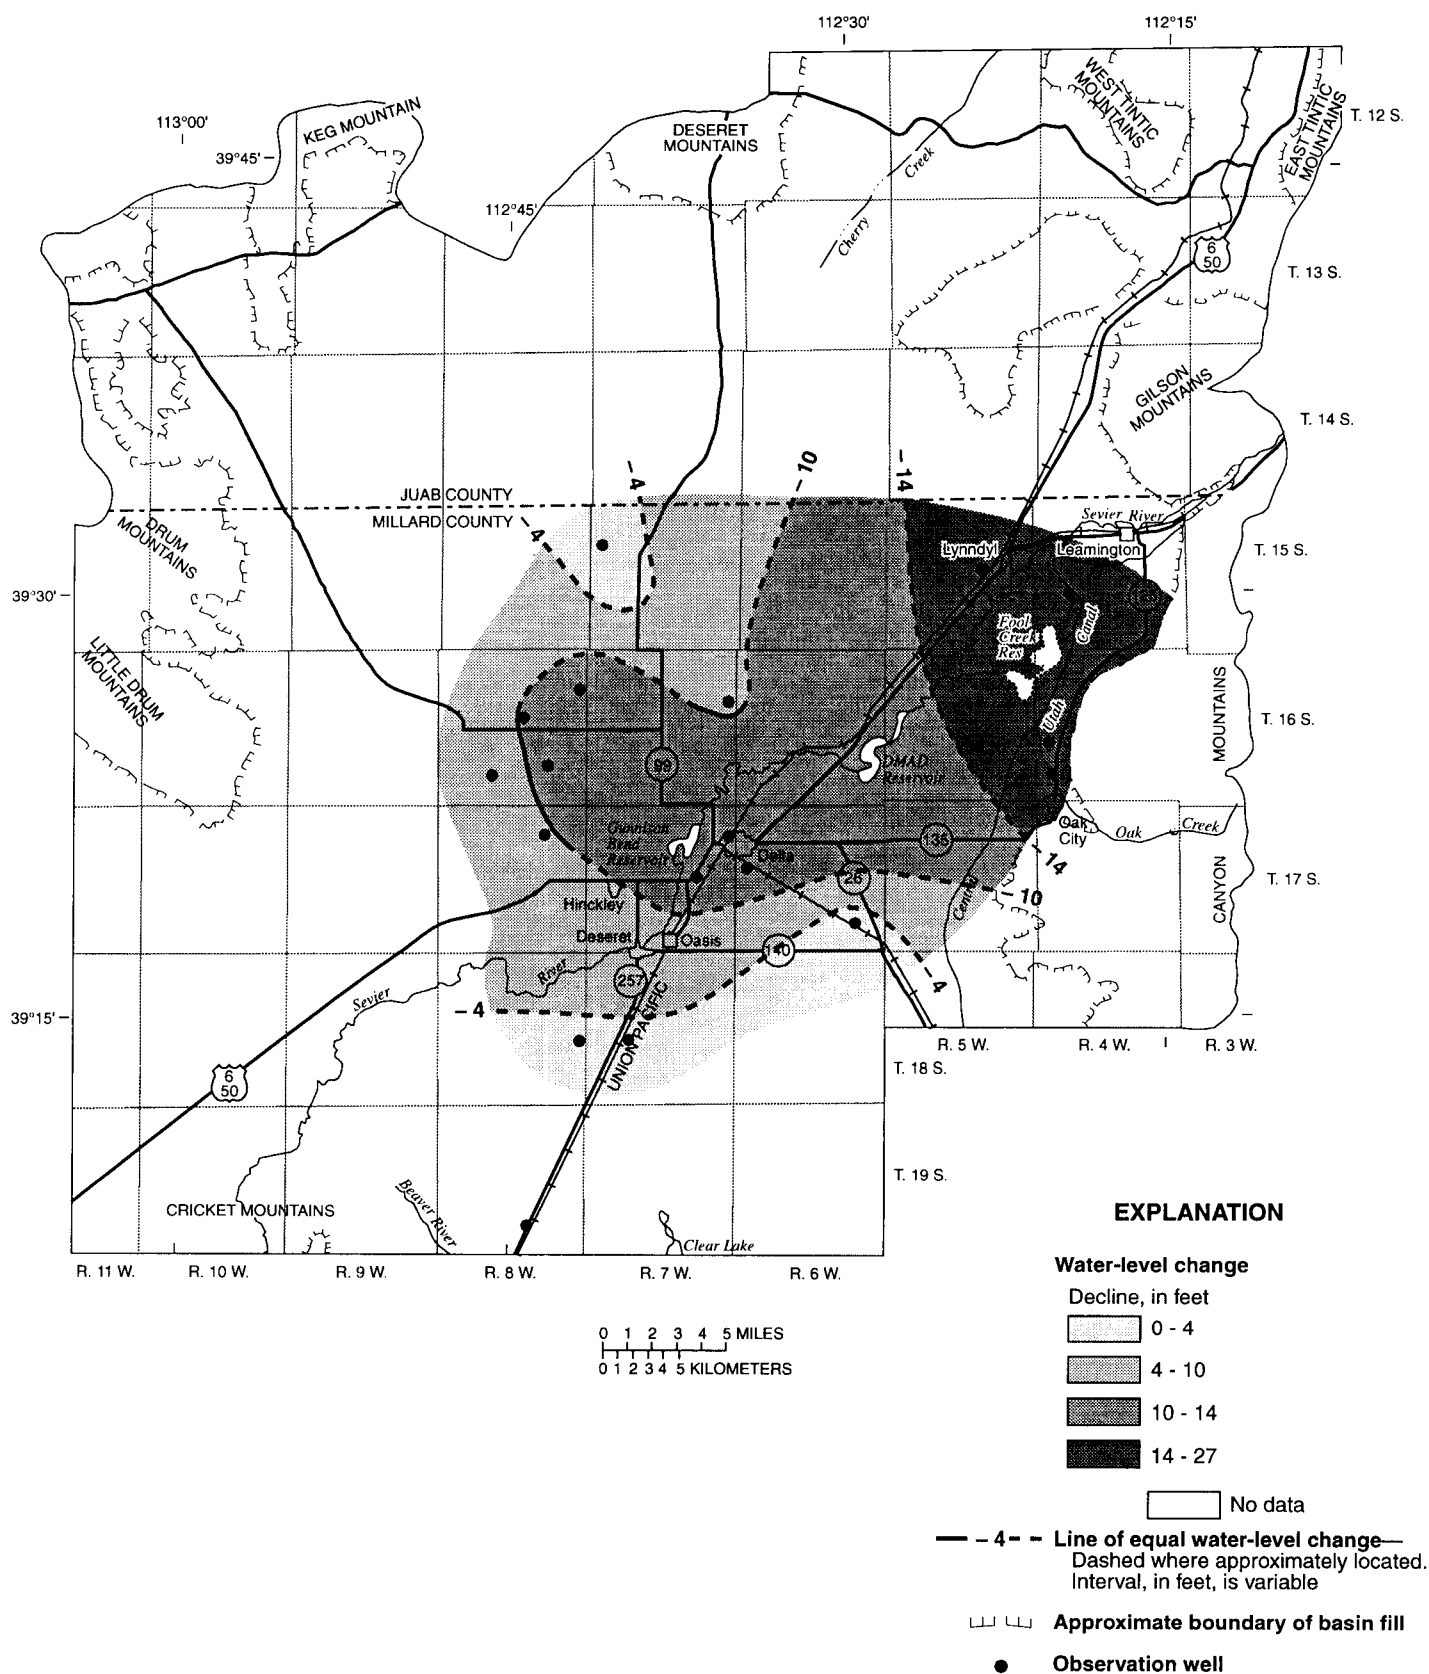 112°30'
112°15'
WEST TINTIC
MOUNTAINS
EAST TINTIC
MOUNTAINS
T. 12 S.
113°00'
KEG MOUNTAIN
DESERET
MOUNTAINS
39°45'
Creek
Cherry
112°45'
6
50
T. 13 S.
GILSON
MOUNTAINS
T. 14 S.
JUAB COUNTY
MILLARD COUNTY
-4
-10
-14
4
DRUM
MOUNTAINS
Sevier River
Lynndyl
Leamington
T. 15 S.
39°30'
Fool
Creek
Res
Canal
LITTLE DRUM
MOUNTAINS
Utah
MOUNTAINS
T. 16 S.
99
DMAD
Reservoir
Gunnison
Bend
Reservoir
Delta
135
Oak
City
Oak
Creek
-14
26
-10
Central
CANYON
T. 17 S.
Hinckley
Deseret
Oasis
140
River
257
Sevier
-4
-4
UNION PACIFIC
39°15'
R. 5 W.
R. 4 W.
R. 3 W.
T. 18 S.
6
50
T. 19 S.
CRICKET MOUNTAINS
Beaver River
Clear Lake
R. 11 W.
R. 10 W.
R. 9 W.
R. 8 W.
R. 7 W.
R. 6 W.
0 1 2 3 4 5 MILES
0 1 2 3 4 5 KILOMETERS
EXPLANATION
Water-level change
Decline, in feet
0 - 4
4 - 10
10 - 14
14 - 27
No data
-4- Line of equal water-level change—
Dashed where approximately located.
Interval, in feet, is variable
Approximate boundary of basin fill
Observation well